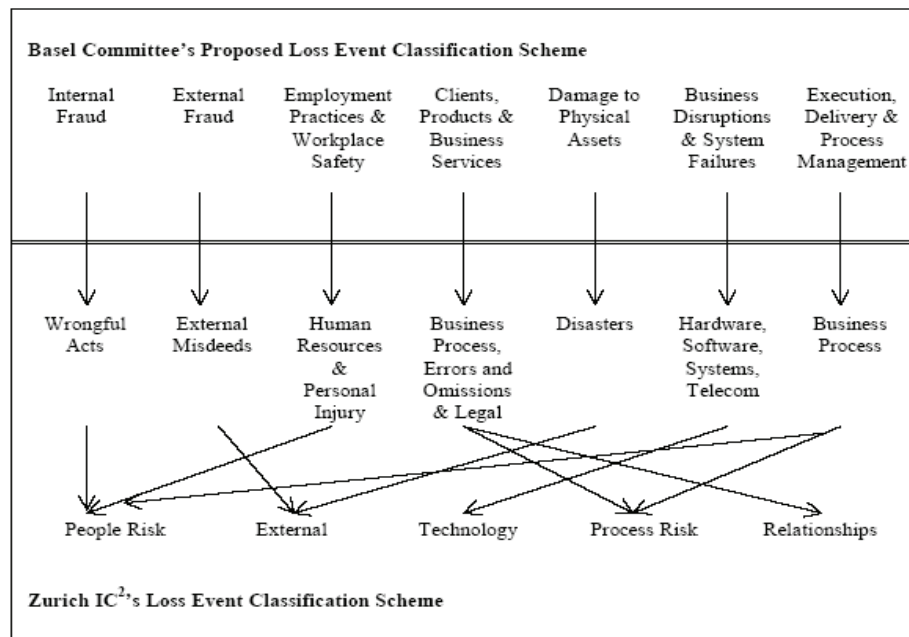 Basel Committee's Proposed Loss Event Classification Scheme
Internal Fraud
External Fraud
Employment Practices & Workplace Safety
Clients, Products & Business Services
Damage to Physical Assets
Business Disruptions & System Failures
Execution, Delivery & Process Management
Wrongful Acts
External Misdeeds
Human Resources & Personal Injury
Business Process, Errors and Omissions & Legal
Disasters
Hardware, Software, Systems, Telecom
Business Process
People Risk
External
Technology
Process Risk
Relationships
Zurich IC²'s Loss Event Classification Scheme